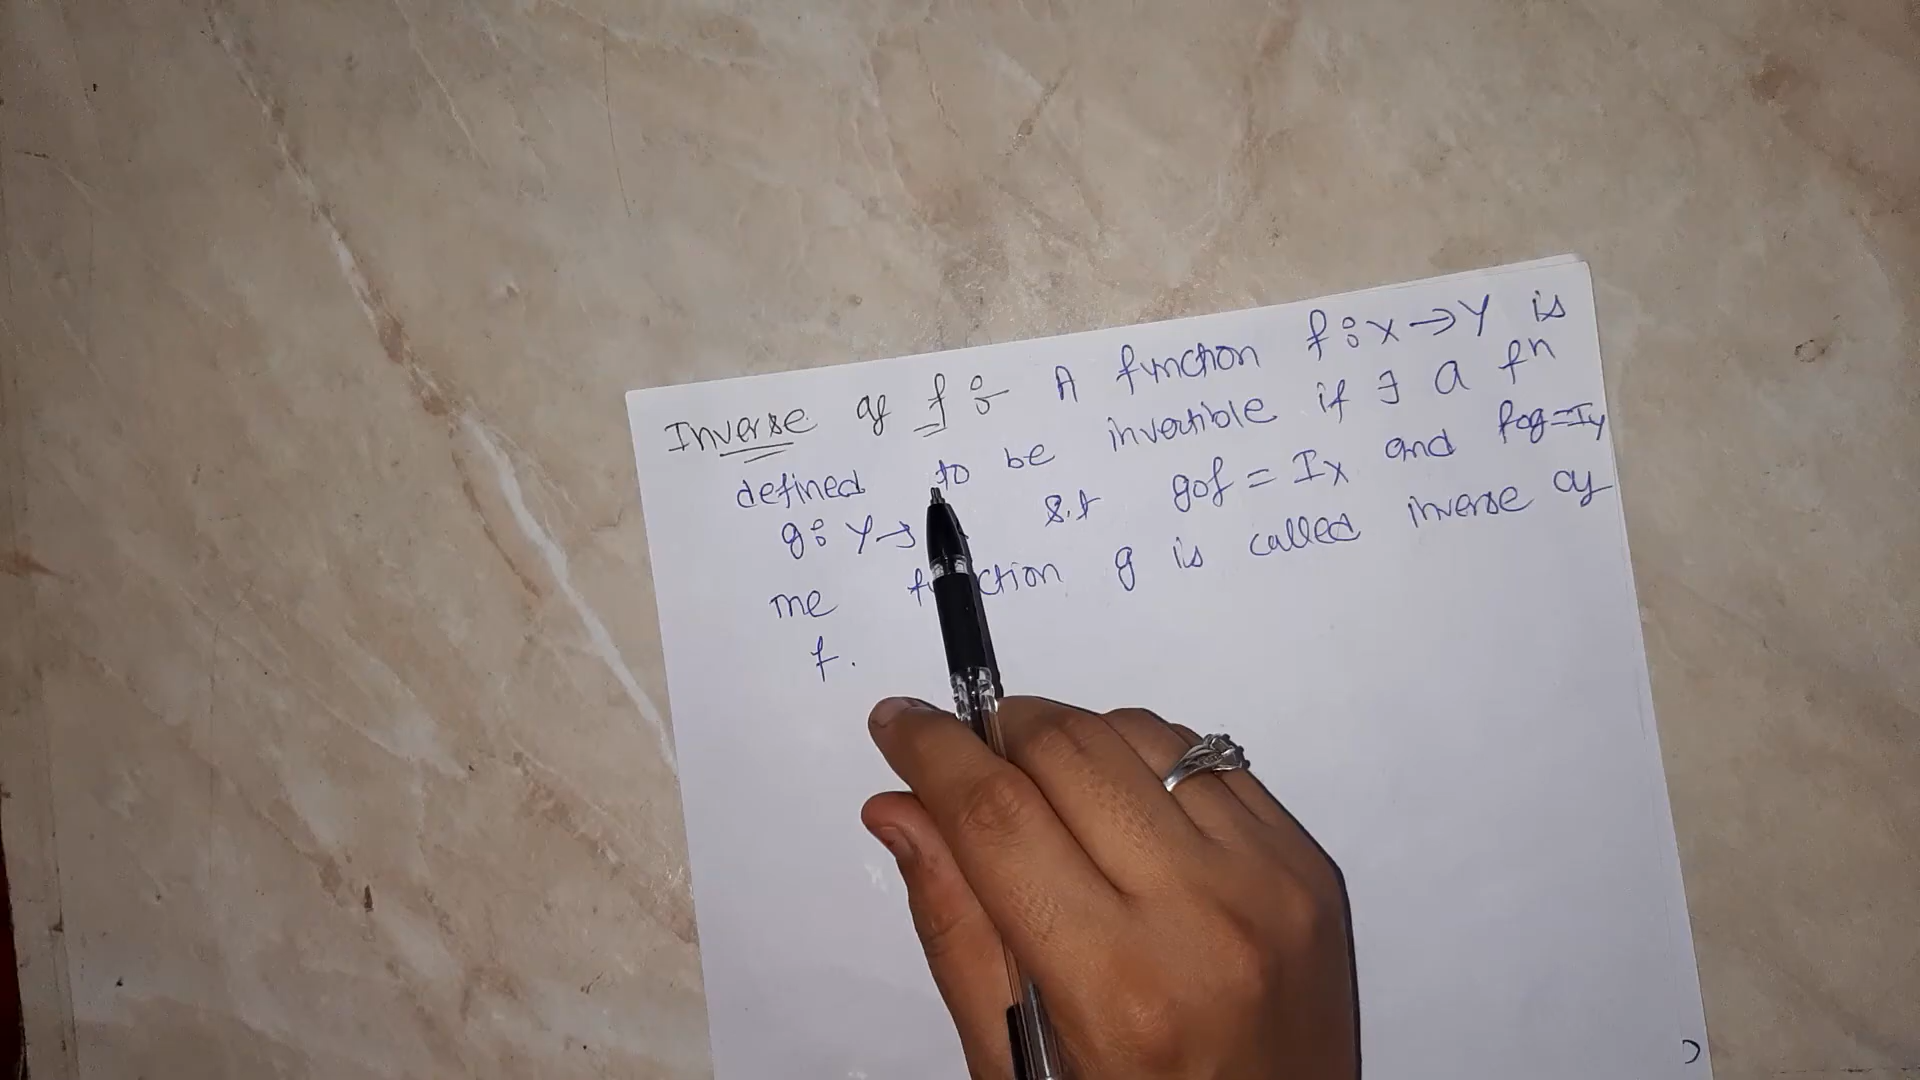 Inverse of f :- A function f : X → Y is
defined to be invertible if ∃ a fn
g : Y → s.t gof = Ix and fog = Iy
The function g is called inverse of
f.